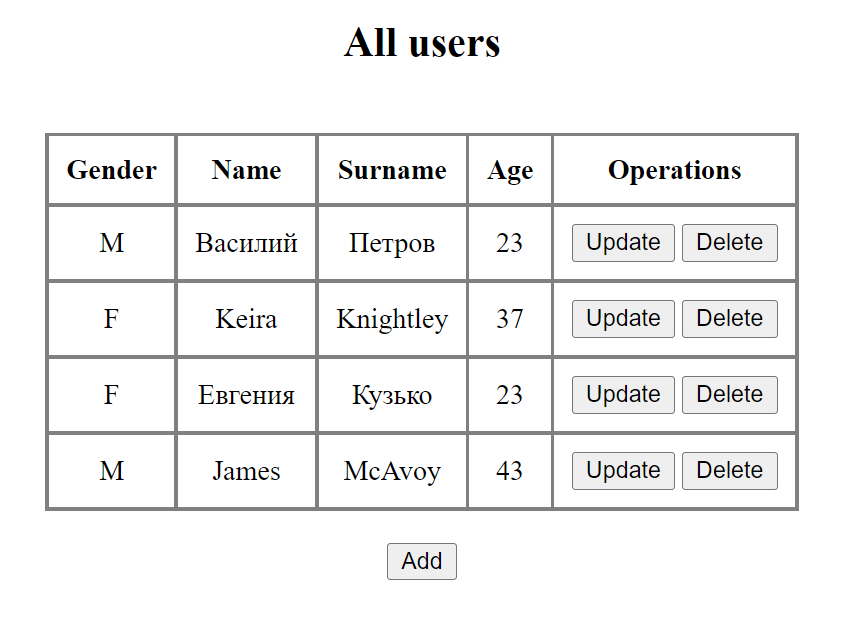 All users
Gender Name Surname Age Operations
M Василий Петров 23 Update Delete
F Keira Knightley 37 Update Delete
F Евгения Кузько 23 Update Delete
M James McAvoy 43 Update Delete
Add